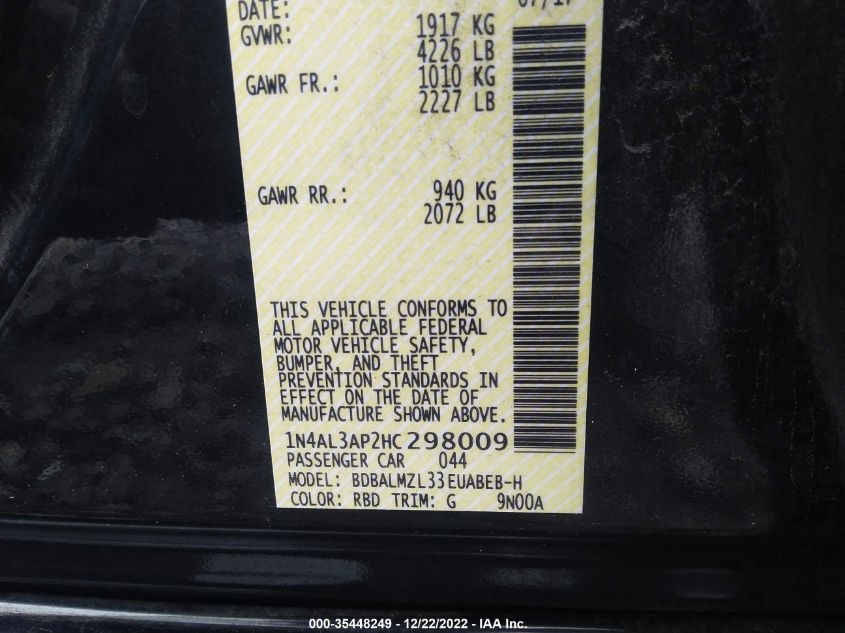 DATE: 07/17
GVWR: 1917 KG
4226 LB
GAWR FR.: 1010 KG
2227 LB
GAWR RR.: 940 KG
2072 LB
THIS VEHICLE CONFORMS TO
ALL APPLICABLE FEDERAL
MOTOR VEHICLE SAFETY,
BUMPER, AND THEFT
PREVENTION STANDARDS IN
EFFECT ON THE DATE OF
MANUFACTURE SHOWN ABOVE.
1N4AL3AP2HC298009
PASSENGER CAR 044
MODEL: BDBALMZL33EUABEB-H
COLOR: RBD TRIM: G 9N00A
000-35448249 - 12/22/2022 - IAA Inc.